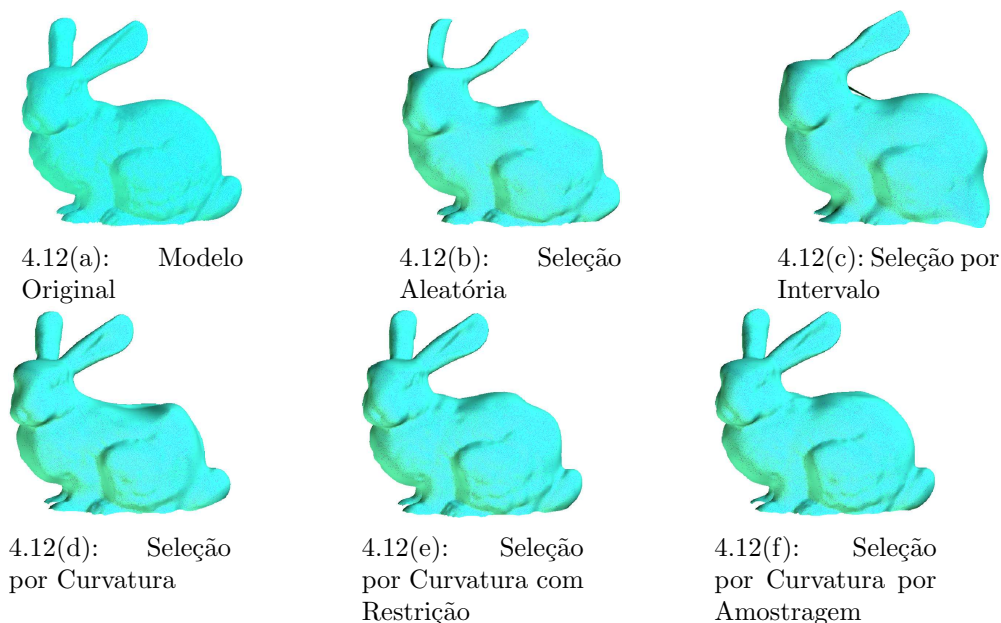 4.12(a): Modelo
Original
4.12(b): Seleção
Aleatória
4.12(c): Seleção por
Intervalo
4.12(d): Seleção
por Curvatura
4.12(e): Seleção
por Curvatura com
Restrição
4.12(f): Seleção
por Curvatura por
Amostragem